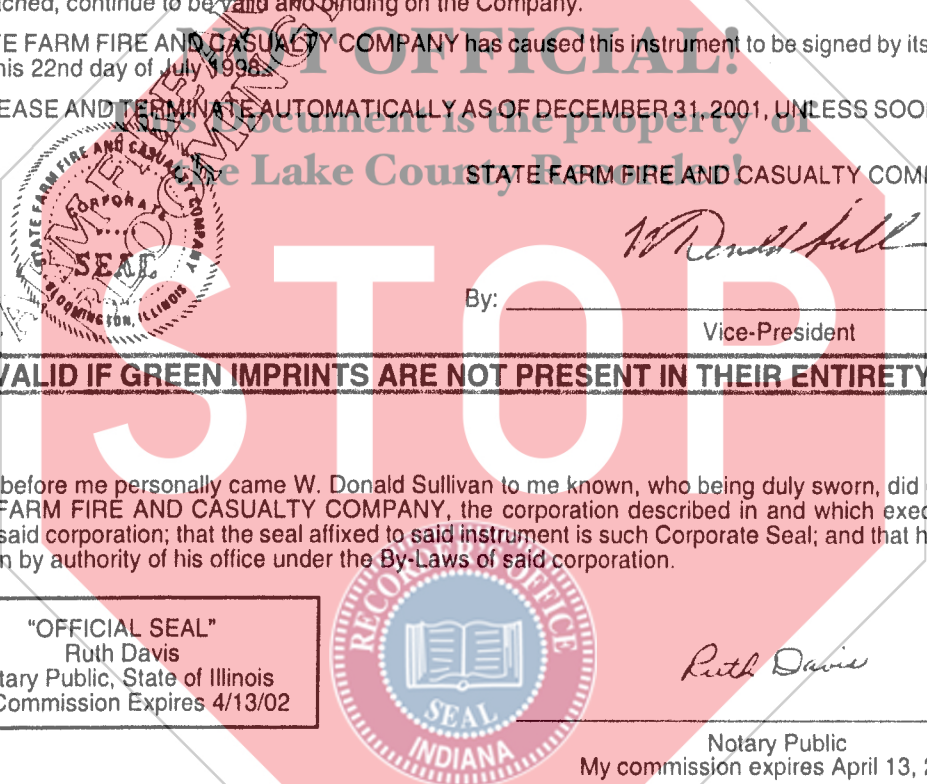 ached, continue to be valid and binding on the Company.
NOT OFFICIAL!
E FARM FIRE AND CASUALTY COMPANY has caused this instrument to be signed by its
his 22nd day of July 1998.
EASE AND TERMINATE AUTOMATICALLY AS OF DECEMBER 31, 2001, UNLESS SOO
This Document is the property of
the Lake County Recorder!
STATE FARM FIRE AND CASUALTY COM
STATE FARM FIRE AND CASUALTY COMPANY
CORPORATE
SEAL
BLOOMINGTON, ILLINOIS
By:
Vice-President
STOP
VALID IF GREEN IMPRINTS ARE NOT PRESENT IN THEIR ENTIRETY
before me personally came W. Donald Sullivan to me known, who being duly sworn, did
FARM FIRE AND CASUALTY COMPANY, the corporation described in and which exec
said corporation; that the seal affixed to said instrument is such Corporate Seal; and that h
n by authority of his office under the By-Laws of said corporation.
RECORDER'S OFFICE
SEAL
INDIANA
"OFFICIAL SEAL"
Ruth Davis
tary Public, State of Illinois
Commission Expires 4/13/02
Ruth Davis
Notary Public
My commission expires April 13, 2